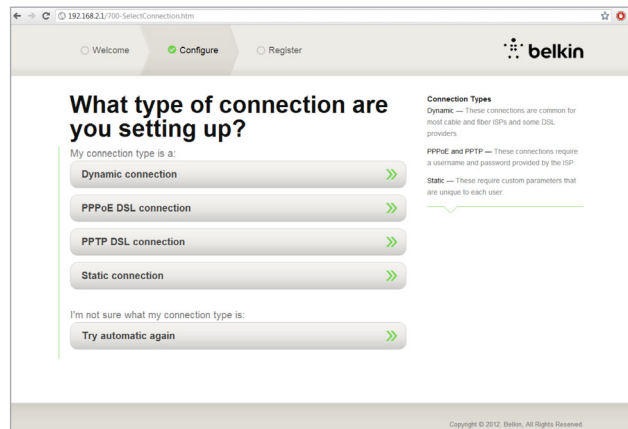 192.168.2.1/700-SelectConnection.htm
Welcome
Configure
Register
belkin
What type of connection are
you setting up?
My connection type is a:
Dynamic connection
PPPoE DSL connection
PPTP DSL connection
Static connection
I'm not sure what my connection type is:
Try automatic again
Connection Types
Dynamic — These connections are common for
most cable and fiber ISPs and some DSL
providers.
PPPoE and PPTP — These connections require
a username and password provided by the ISP.
Static — These require custom parameters that
are unique to each user.
Copyright © 2012. Belkin, All Rights Reserved.